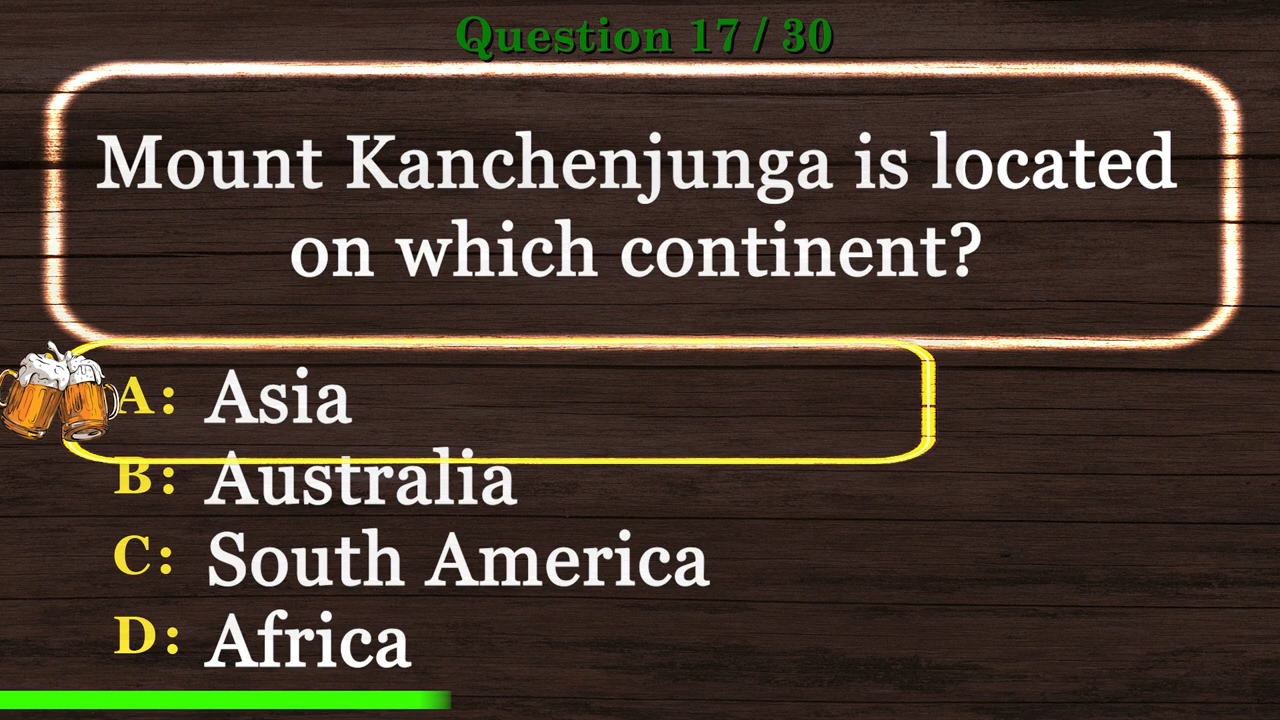 Question 17 / 30
Mount Kanchenjunga is located
on which continent?
A: Asia
B: Australia
C: South America
D: Africa